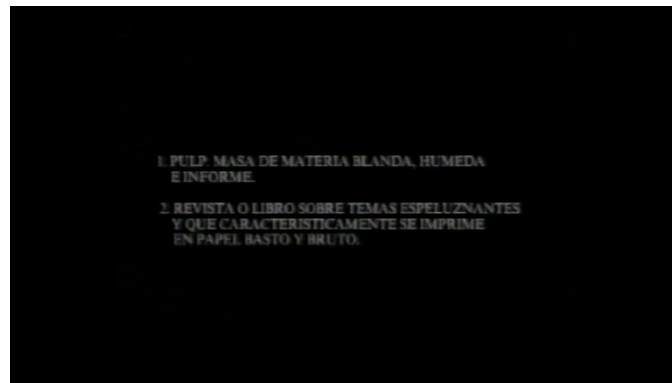 1: PULP: MASA DE MATERIA BLANDA, HUMEDA
E INFORME.
2: REVISTA O LIBRO SOBRE TEMAS ESPELUZNANTES
Y QUE CARACTERISTICAMENTE SE IMPRIME
EN PAPEL BASTO Y BRUTO.